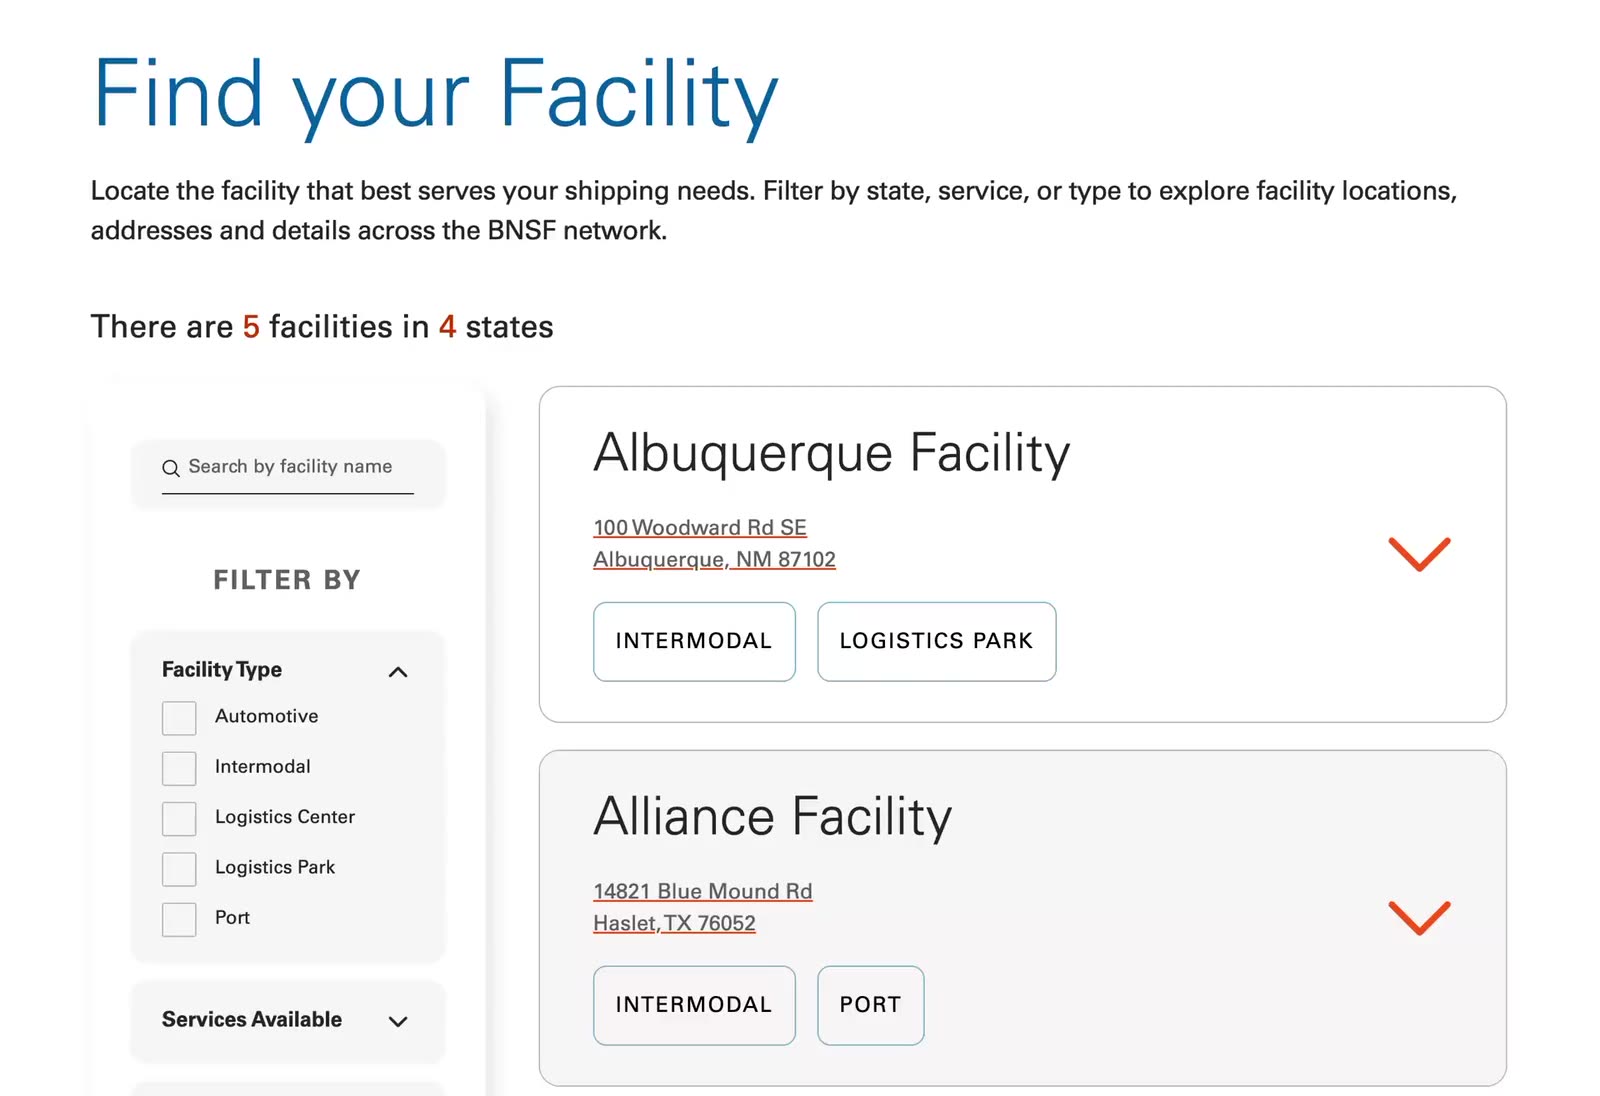 Find your Facility
Locate the facility that best serves your shipping needs. Filter by state, service, or type to explore facility locations,
addresses and details across the BNSF network.
There are 5 facilities in 4 states
Search by facility name
FILTER BY
Facility Type
Automotive
Intermodal
Logistics Center
Logistics Park
Port
Services Available
Albuquerque Facility
100 Woodward Rd SE
Albuquerque, NM 87102
INTERMODAL
LOGISTICS PARK
Alliance Facility
14821 Blue Mound Rd
Haslet, TX 76052
INTERMODAL
PORT